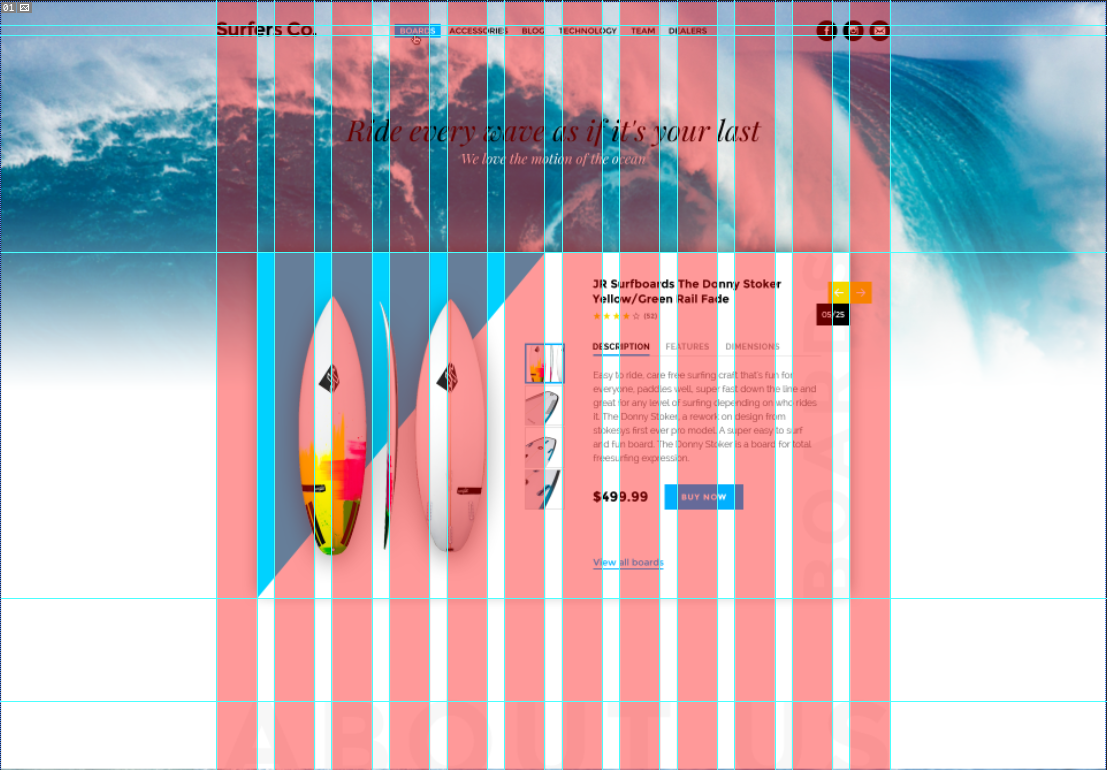 01
Surfers Co.
BOARDS ACCESSORIES BLOG TECHNOLOGY TEAM DEALERS
Ride every wave as if it's your last
We love the motion of the ocean
JR Surfboards The Donny Stoker
Yellow/Green Rail Fade
(52)
05/25
DESCRIPTION FEATURES DIMENSIONS
Easy to ride, care free surfing craft that's fun for
everyone, paddles well, super fast down the line and
great for any level of surfing depending on who rides
it. The Donny Stoker, a rework on design from
stokesys first ever pro model. A super easy to surf
and fun board. The Donny Stoker is a board for total
freesurfing expression.
$499.99 BUY NOW
View all boards
BOARDS
ABOUT US